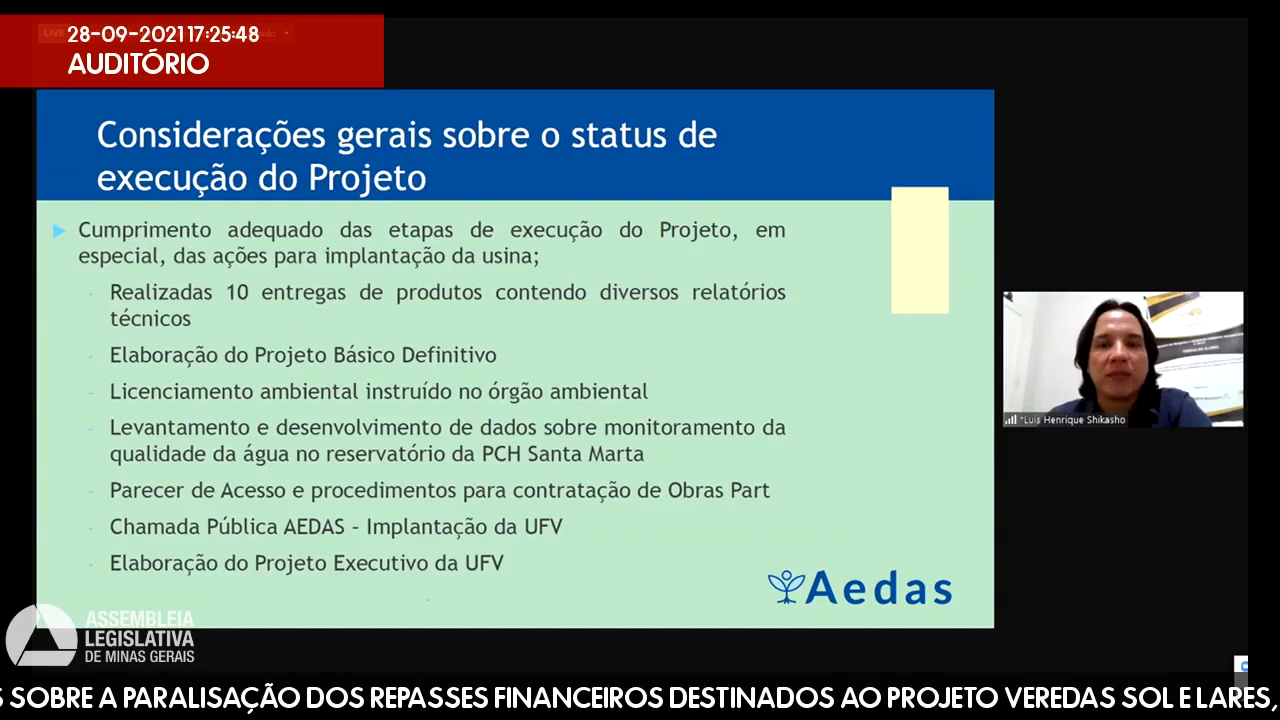 LIVE
28-09-2021 17:25:48
AUDITÓRIO
Considerações gerais sobre o status de
execução do Projeto
Cumprimento adequado das etapas de execução do Projeto, em
especial, das ações para implantação da usina;
- Realizadas 10 entregas de produtos contendo diversos relatórios
técnicos
- Elaboração do Projeto Básico Definitivo
- Licenciamento ambiental instruído no órgão ambiental
- Levantamento e desenvolvimento de dados sobre monitoramento da
qualidade da água no reservatório da PCH Santa Marta
- Parecer de Acesso e procedimentos para contratação de Obras Part
- Chamada Pública AEDAS – Implantação da UFV
- Elaboração do Projeto Executivo da UFV
Aedas
*Luis Henrique Shikasho
ASSEMBLEIA
LEGISLATIVA
DE MINAS GERAIS
S SOBRE A PARALISAÇÃO DOS REPASSES FINANCEIROS DESTINADOS AO PROJETO VEREDAS SOL E LARES,